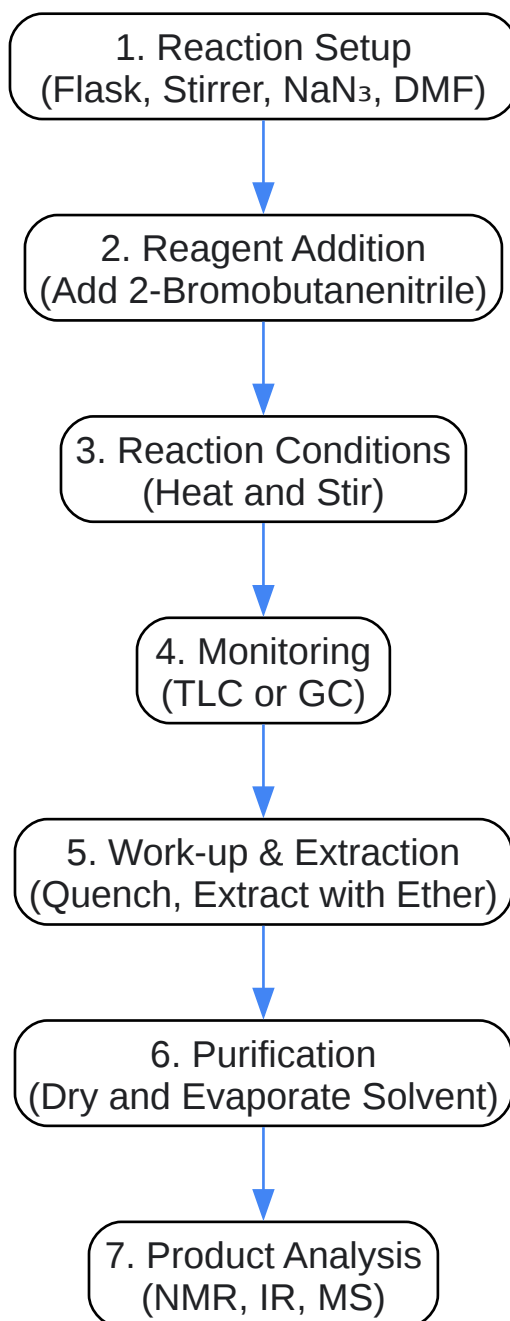 1. Reaction Setup
(Flask, Stirrer, NaN₃, DMF)
2. Reagent Addition
(Add 2-Bromobutanenitrile)
3. Reaction Conditions
(Heat and Stir)
4. Monitoring
(TLC or GC)
5. Work-up & Extraction
(Quench, Extract with Ether)
6. Purification
(Dry and Evaporate Solvent)
7. Product Analysis
(NMR, IR, MS)